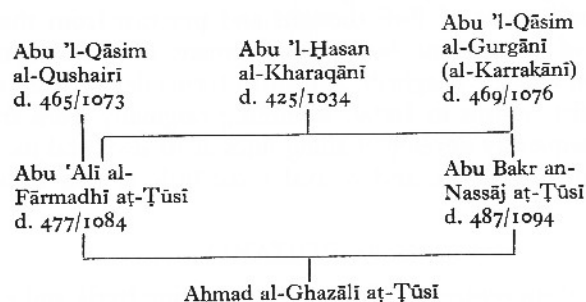 Abu 'l-Qāsim
al-Qushairī
d. 465/1073
Abu 'l-Ḥasan
al-Kharaqānī
d. 425/1034
Abu 'l-Qāsim
al-Gurgānī
(al-Karrakānī)
d. 469/1076
Abu 'Alī al-
Fārmadhī aṭ-Ṭūsī
d. 477/1084
Abu Bakr an-
Nassāj aṭ-Ṭūsī
d. 487/1094
Ahmad al-Ghazālī aṭ-Ṭūsī